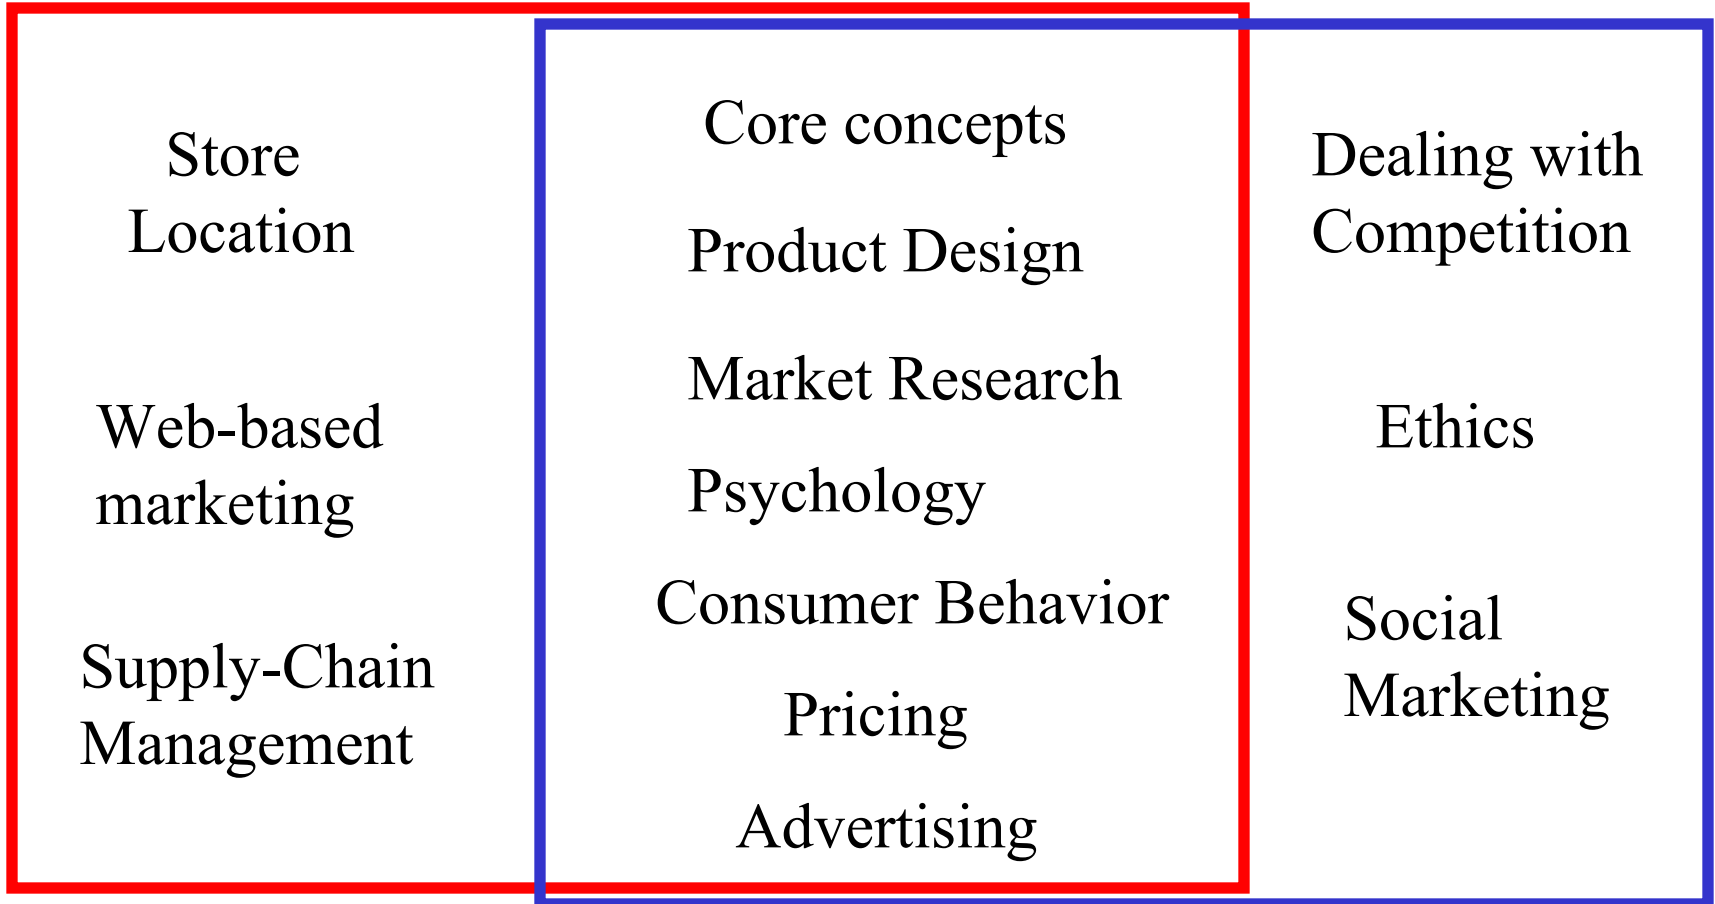 Store
Location
Web-based
marketing
Supply-Chain
Management
Core concepts
Product Design
Market Research
Psychology
Consumer Behavior
Pricing
Advertising
Dealing with
Competition
Ethics
Social
Marketing